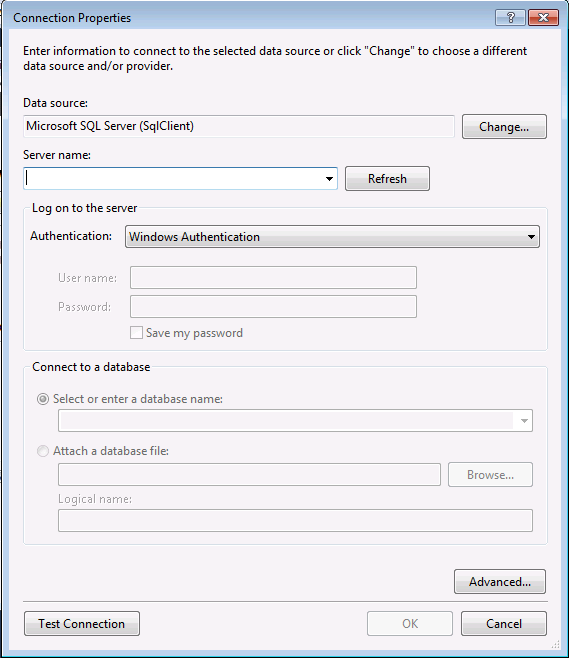 Connection Properties
Enter information to connect to the selected data source or click "Change" to choose a different
data source and/or provider.
Data source:
Microsoft SQL Server (SqlClient)
Change...
Server name:
Refresh
Log on to the server
Authentication:
Windows Authentication
User name:
Password:
Save my password
Connect to a database
Select or enter a database name:
Attach a database file:
Browse...
Logical name:
Advanced...
Test Connection
OK
Cancel